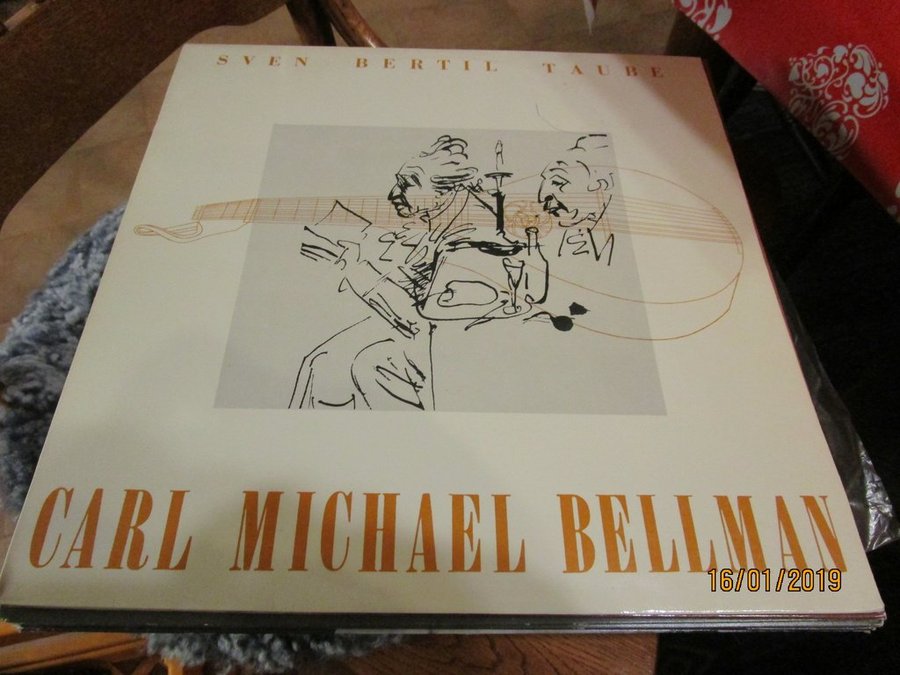 SVEN BERTIL TAUBE
CARL MICHAEL BELLMAN
16/01/2019